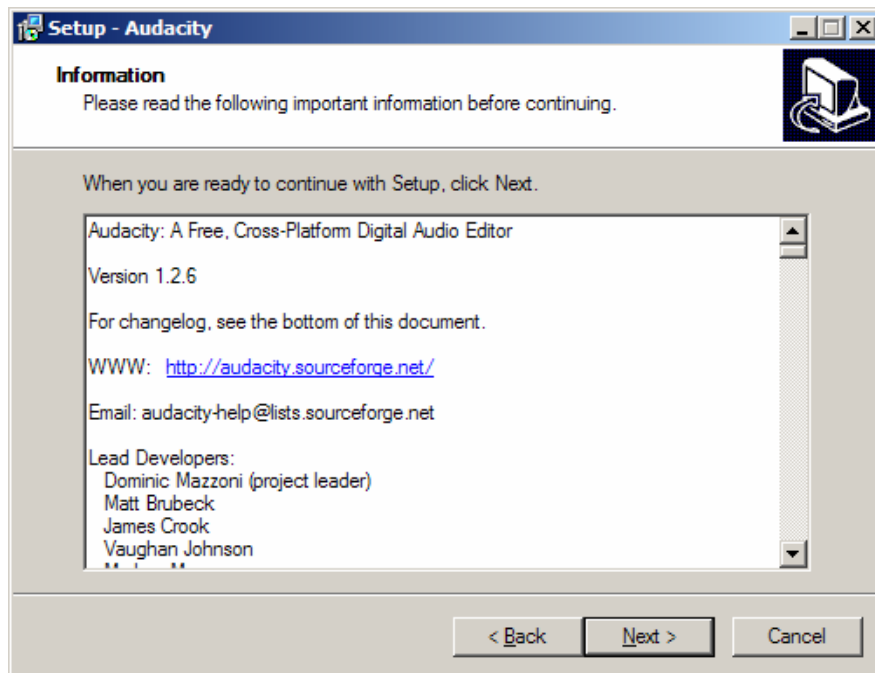 Setup - Audacity
Information
Please read the following important information before continuing.
When you are ready to continue with Setup, click Next.
Audacity: A Free, Cross-Platform Digital Audio Editor
Version 1.2.6
For changelog, see the bottom of this document.
WWW: http://audacity.sourceforge.net/
Email: audacity-help@lists.sourceforge.net
Lead Developers:
Dominic Mazzoni (project leader)
Matt Brubeck
James Crook
Vaughan Johnson
< Back
Next >
Cancel